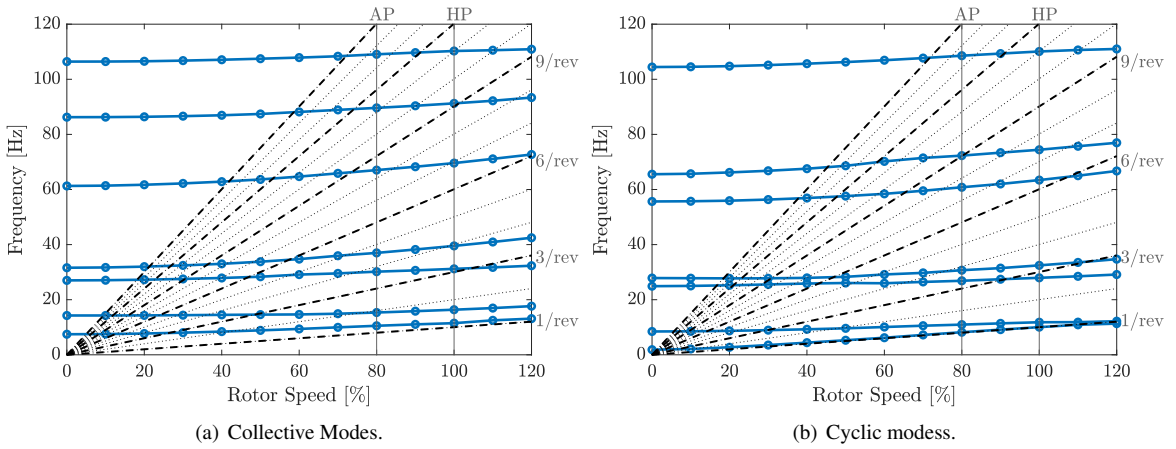 AP HP
120
100
80
60
40
20
0
Frequency [Hz]
9/rev
6/rev
3/rev
1/rev
0 20 40 60 80 100 120
Rotor Speed [%]
(a) Collective Modes.
AP HP
120
100
80
60
40
20
0
Frequency [Hz]
9/rev
6/rev
3/rev
1/rev
0 20 40 60 80 100 120
Rotor Speed [%]
(b) Cyclic modess.